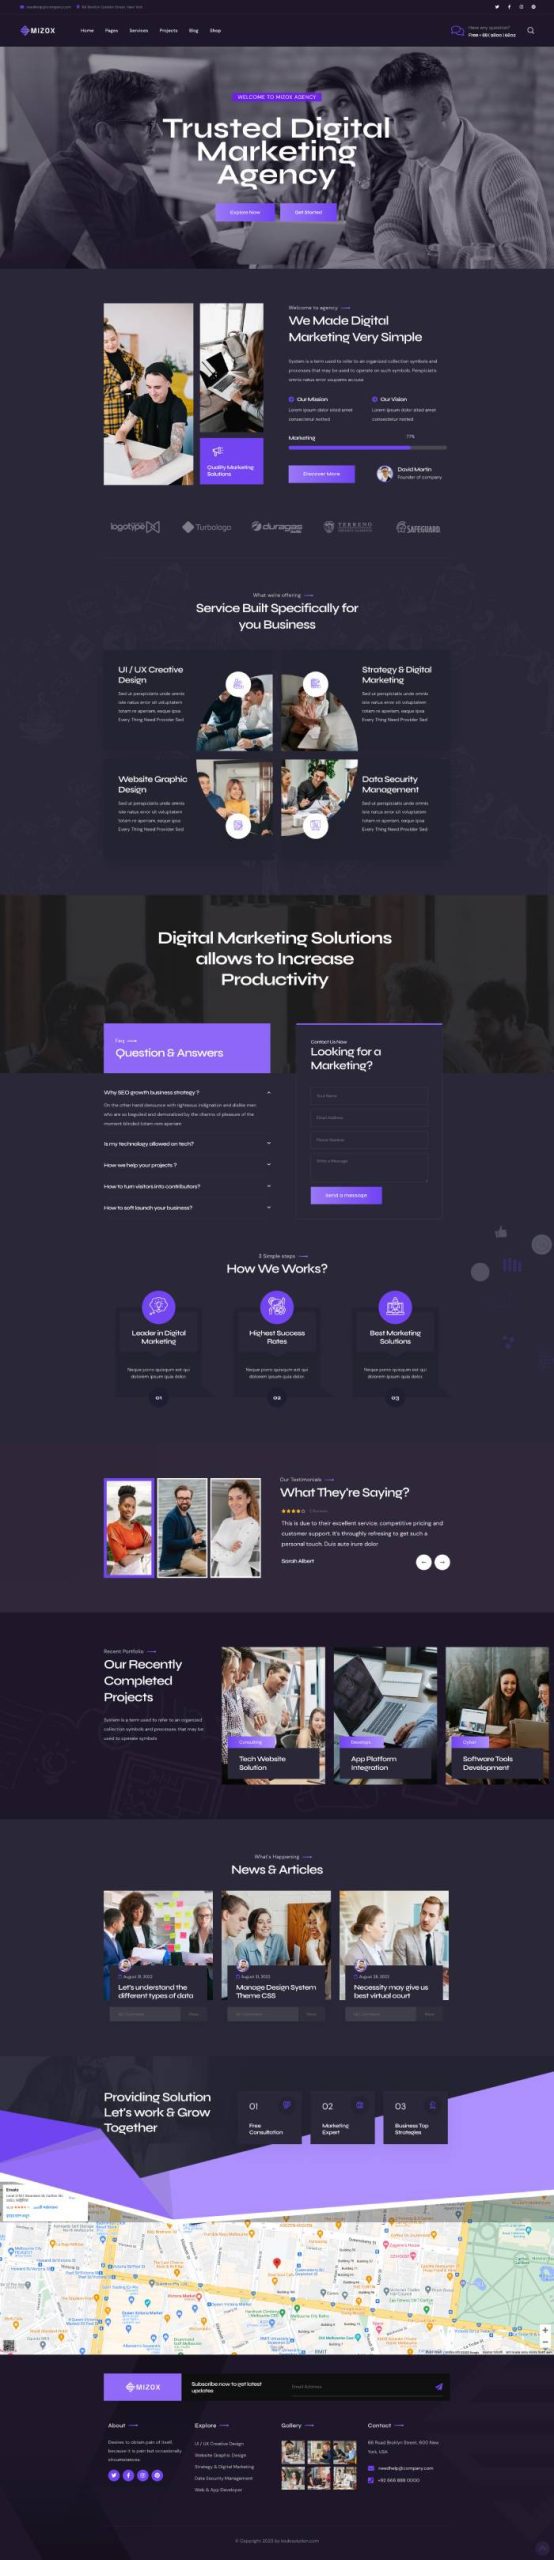 needhelp@company.com
MIZOX
Home Pages Services Projects Blog Shop
Have any question?
WELCOME TO MIZOX AGENCY
Trusted Digital
Marketing
Agency
Explore Now
Get Started
Welcome to agency
We Made Digital
Marketing Very Simple
System is a term used to refer to an organized collection symbols and
processes that may be used to operate on such symbols. Perspiciatis
omnis natus error
Our Mission
Lorem ipsum dolor sited amet
consectetur notted
Our Vision
Lorem ipsum dolor sited amet
consectetur notted
Marketing
77%
Quality Marketing
Solutions
Discover More
David Martin
Founder of company
logotype
Turbologo
duragas
TERRENO
SAFEGUARD
What we're offering
Service Built Specifically for
you Business
UI / UX Creative
Design
Sed ut perspiciatis unde omnis
iste natus error sit voluptatem
totam re aperiam, eaque ipsa
Every Thing Need Provider Sed
Strategy & Digital
Marketing
Sed ut perspiciatis unde omnis
iste natus error sit voluptatem
totam re aperiam, eaque ipsa
Every Thing Need Provider Sed
Website Graphic
Design
Sed ut perspiciatis unde omnis
iste natus error sit voluptatem
totam re aperiam, eaque ipsa
Every Thing Need Provider Sed
Data Security
Management
Sed ut perspiciatis unde omnis
iste natus error sit voluptatem
totam re aperiam, eaque ipsa
Every Thing Need Provider Sed
Digital Marketing Solutions
allows to Increase
Productivity
Faq
Question & Answers
Why SEO growth business strategy ?
On the other hand denounce with righteous indignation and dislike men
who are so beguiled and demoralized by the charms of pleasure of the
moment blinded totam rem aperiam
Is my technology allowed on tech?
How we help your projects ?
How to turn visitors into contributors?
How to soft launch your business?
Contact Us Now
Looking for a
Marketing?
Your Name
Email Address
Phone Number
Write a Message
Send a message
3 Simple steps
How We Works?
Leader in Digital
Marketing
Neque porro quisquam est qui
dolorem ipsum quia dolor.
01
Highest Success
Rates
Neque porro quisquam est qui
dolorem ipsum quia dolor.
02
Best Marketing
Solutions
Neque porro quisquam est qui
dolorem ipsum quia dolor.
03
Our Testimonials
What They're Saying?
This is due to their excellent service, competitive pricing and
customer support. It's throughly refresing to get such a
personal touch. Duis aute irure dolor
Sarah Albert
Recent Portfolio
Our Recently
Completed
Projects
System is a term used to refer to an organized
collection symbols and processes that may be
used to operate symbols
Consulting
Tech Website
Solution
Develops
App Platform
Integration
Cyber
Software Tools
Development
What's Happening
News & Articles
Let's understand the
different types of data
Manage Design System
Theme CSS
Necessity may give us
best virtual court
Providing Solution
Let's work & Grow
Together
01
Free
Consultation
02
Marketing
Expert
03
Business Top
Strategies
MIZOX
Subscribe now to get latest
updates
Email Address
About
Desires to obtain pain of itself,
because it is pain but occasionally
circumstances.
Explore
UI / UX Creative Design
Website Graphic Design
Strategy & Digital Marketing
Data Security Management
Web & App Developer
Gallery
Contact
66 Road Broklyn Street, 600 New
York, USA
needhelp@company.com
+92 666 888 0000